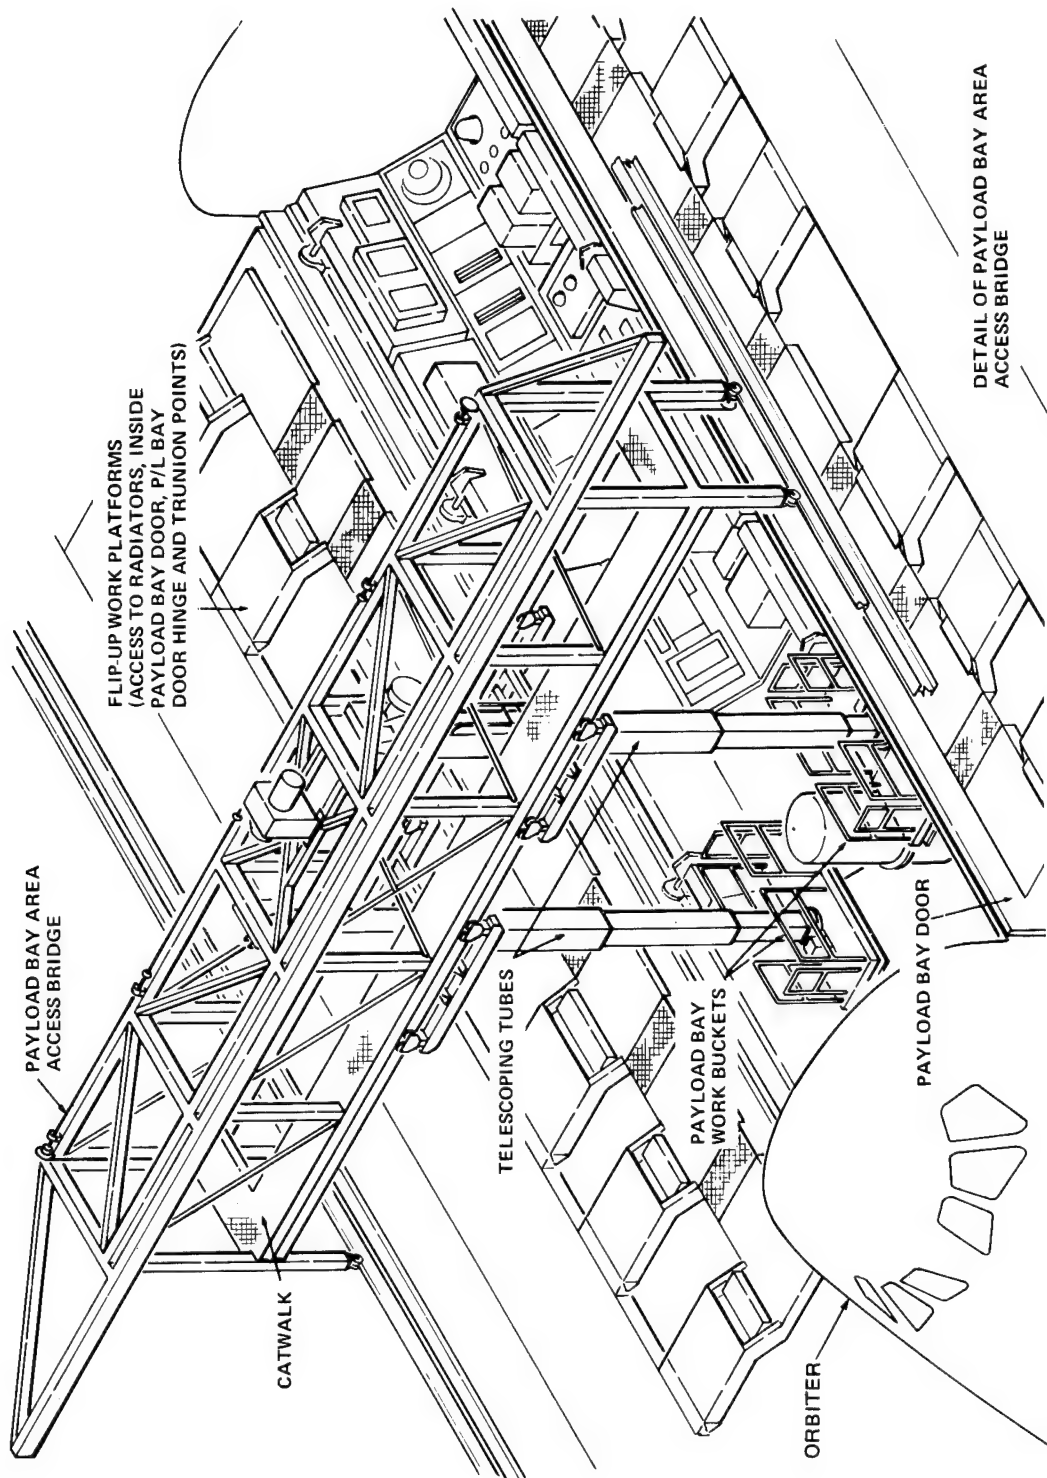 PAYLOAD BAY AREA
ACCESS BRIDGE
FLIP-UP WORK PLATFORMS
(ACCESS TO RADIATORS, INSIDE
PAYLOAD BAY DOOR, P/L BAY
DOOR HINGE AND TRUNION POINTS)
CATWALK
TELESCOPING TUBES
PAYLOAD BAY
WORK BUCKETS
PAYLOAD BAY DOOR
ORBITER
DETAIL OF PAYLOAD BAY AREA
ACCESS BRIDGE